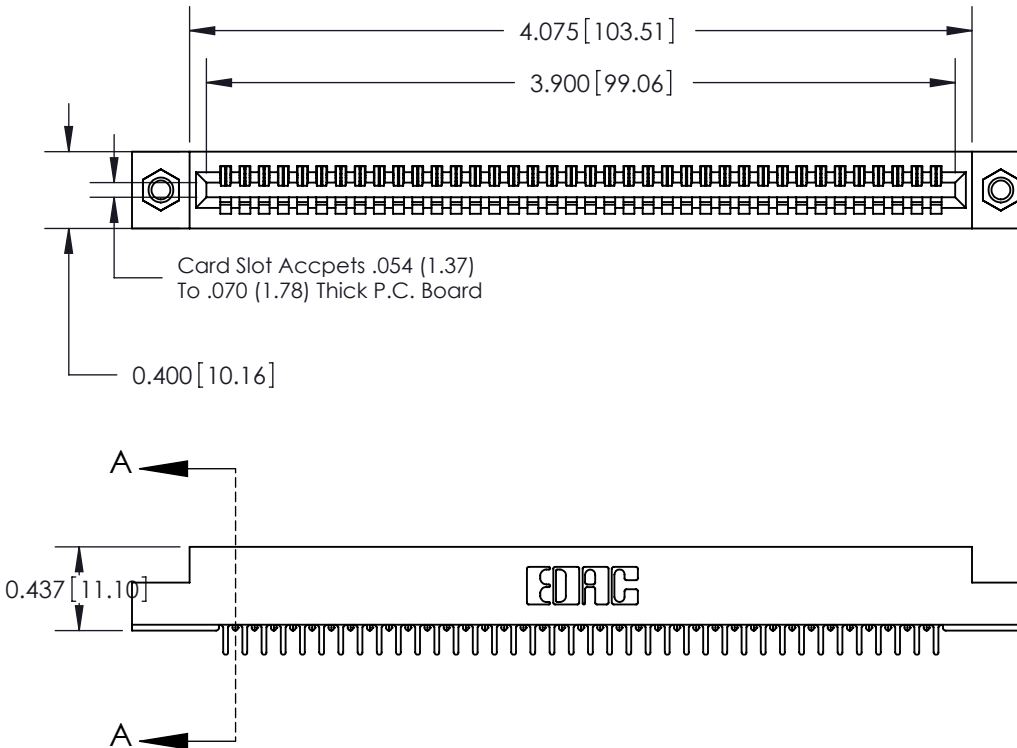 4.075[103.51]
3.900[99.06]
Card Slot Accpets .054 (1.37)
To .070 (1.78) Thick P.C. Board
0.400[10.16]
A
0.437[11.10]
EDAC
A